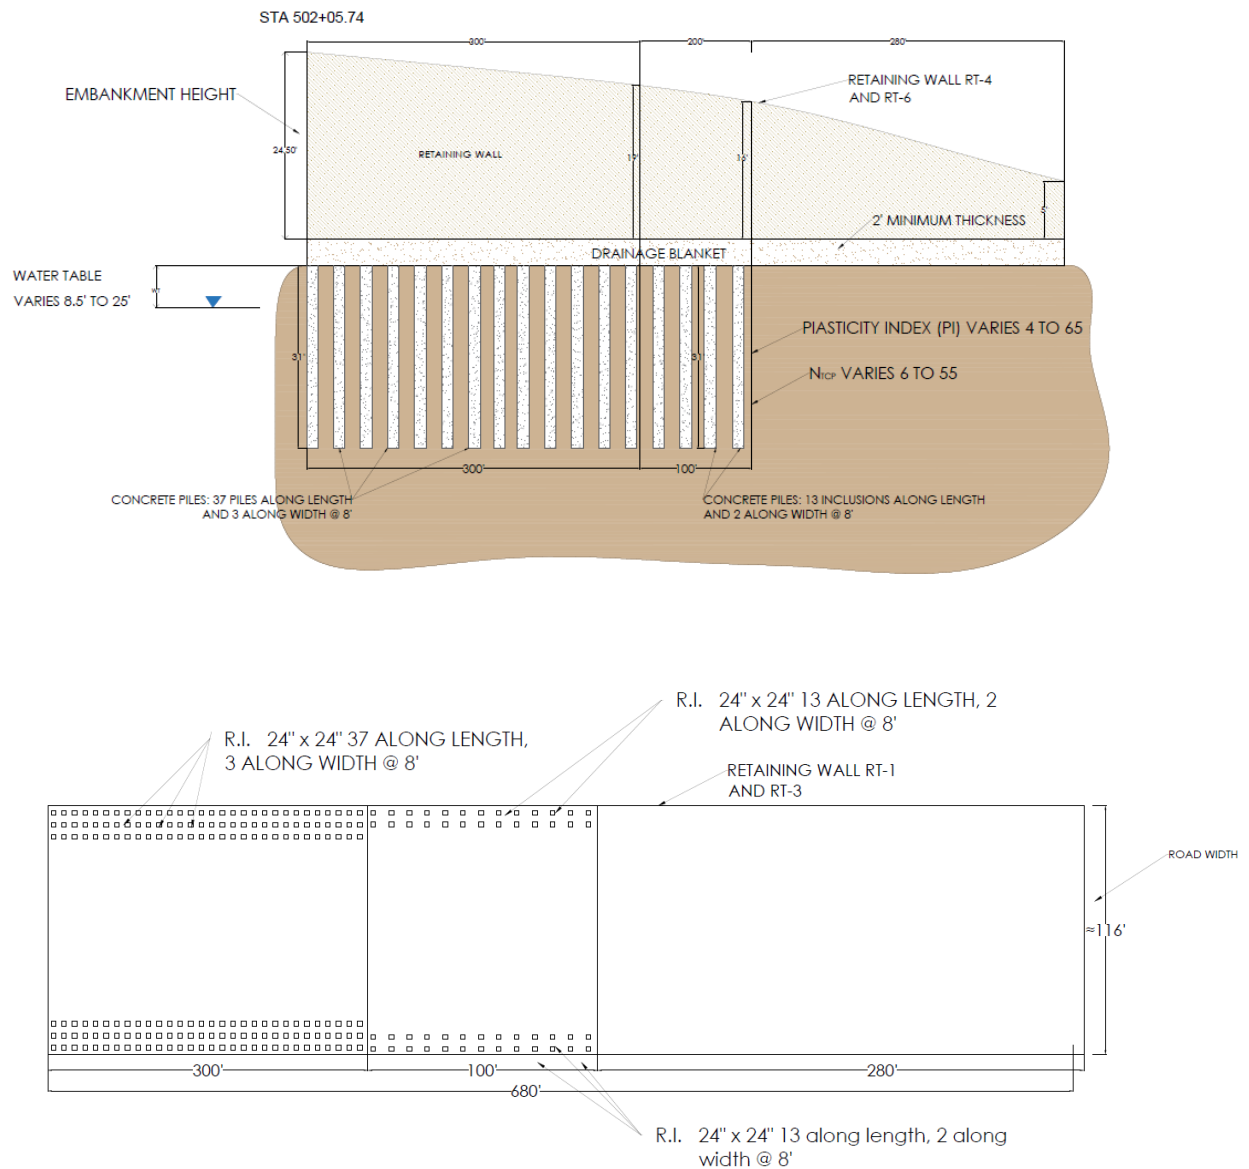 STA 502+05.74
300'
200'
280'
EMBANKMENT HEIGHT
RETAINING WALL RT-4
AND RT-6
24.50'
RETAINING WALL
19'
16'
5'
2' MINIMUM THICKNESS
DRAINAGE BLANKET
WATER TABLE
VARIES 8.5' TO 25'
WT
31'
31'
PlASTICITY INDEX (PI) VARIES 4 TO 65
NTCP VARIES 6 TO 55
300'
100'
CONCRETE PILES: 37 PILES ALONG LENGTH
AND 3 ALONG WIDTH @ 8'
CONCRETE PILES: 13 INCLUSIONS ALONG LENGTH
AND 2 ALONG WIDTH @ 8'
R.I. 24" x 24" 13 ALONG LENGTH, 2
ALONG WIDTH @ 8'
R.I. 24" x 24" 37 ALONG LENGTH,
3 ALONG WIDTH @ 8'
RETAINING WALL RT-1
AND RT-3
ROAD WIDTH
≈116'
300'
100'
280'
680'
R.I. 24" x 24" 13 along length, 2 along
width @ 8'